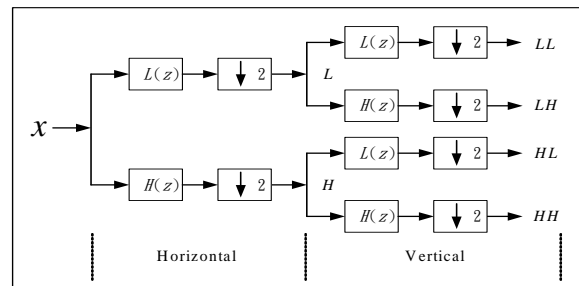 L(z) 2 LL
L(z) 2 L
H(z) 2 LH
x
L(z) 2 HL
H(z) 2 H
H(z) 2 HH
Horizontal Vertical